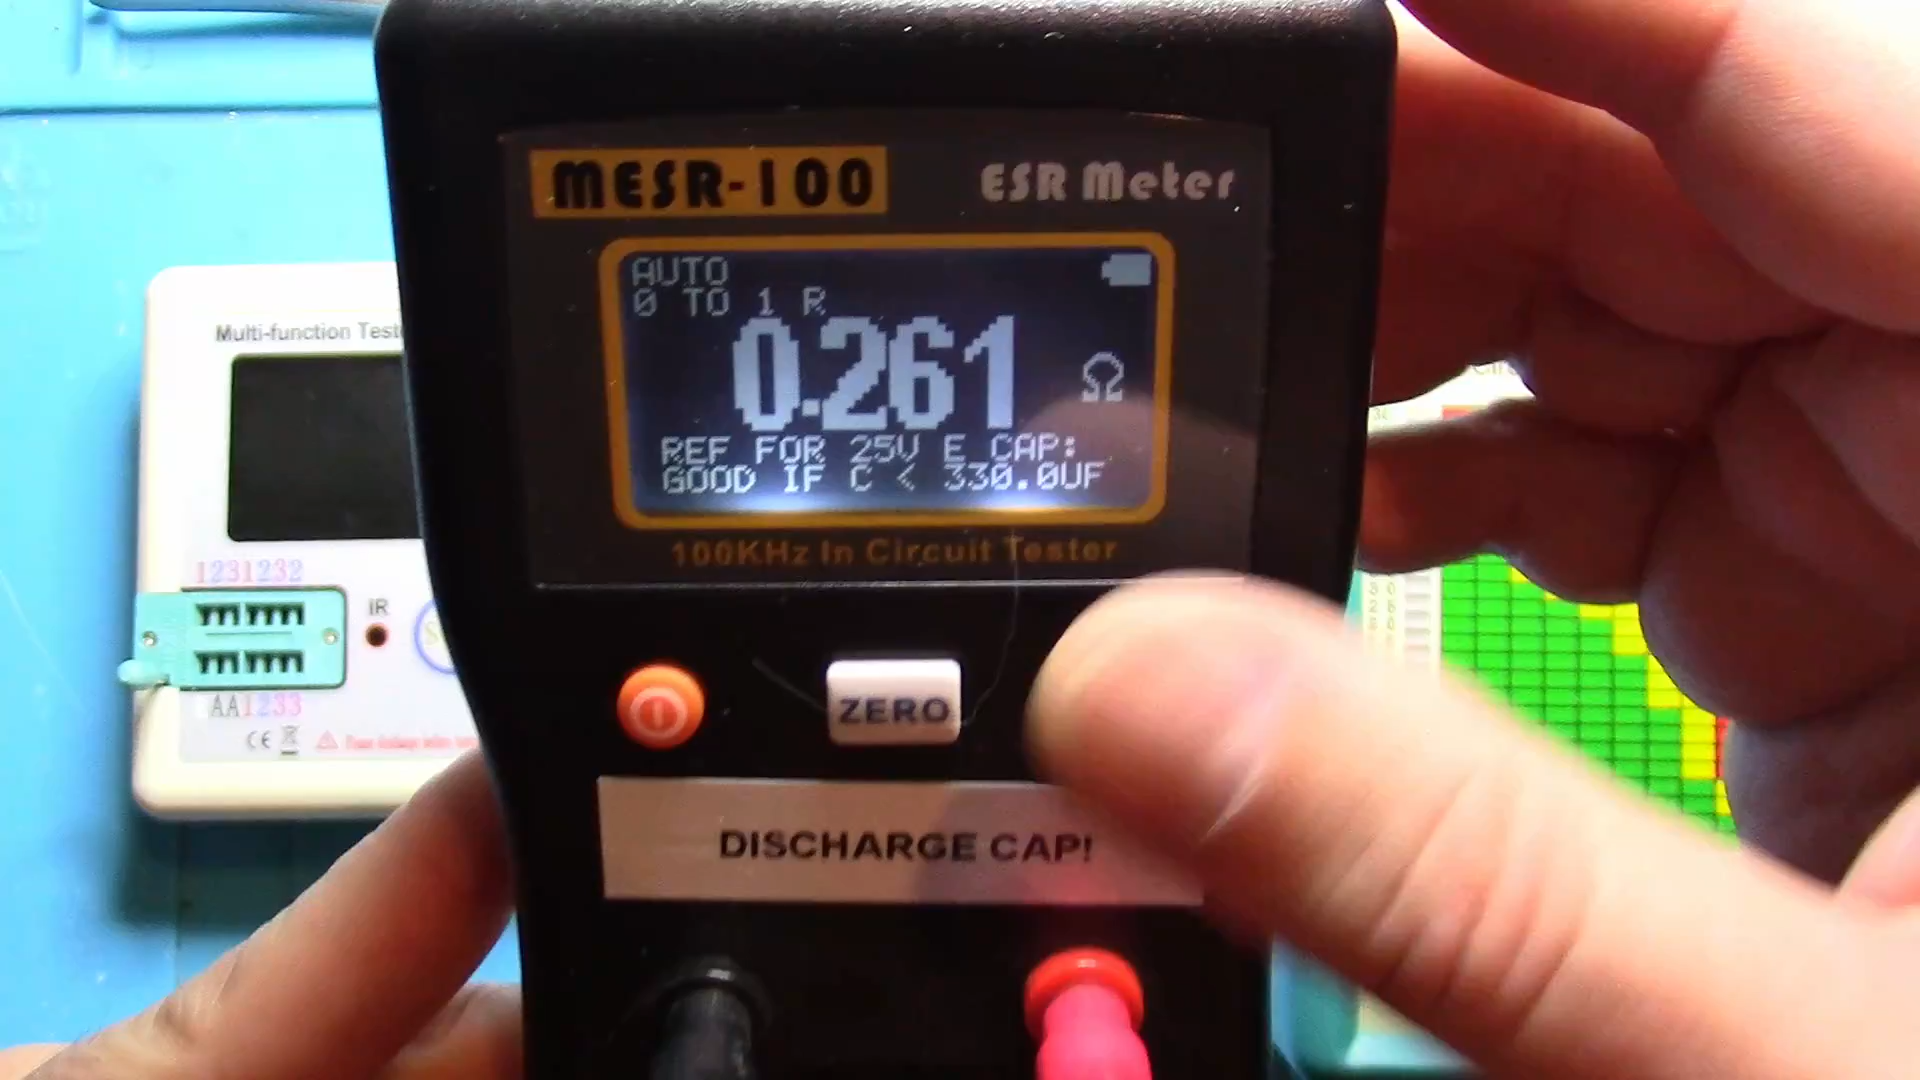 MESR-100
ESR Meter
AUTO
0 TO 1 R
0.261 Ω
REF FOR 25V E CAP:
GOOD IF C < 330.0UF
100KHz In Circuit Tester
ZERO
DISCHARGE CAP!
Multi-function Test
1231232
IR
AA1233
CE